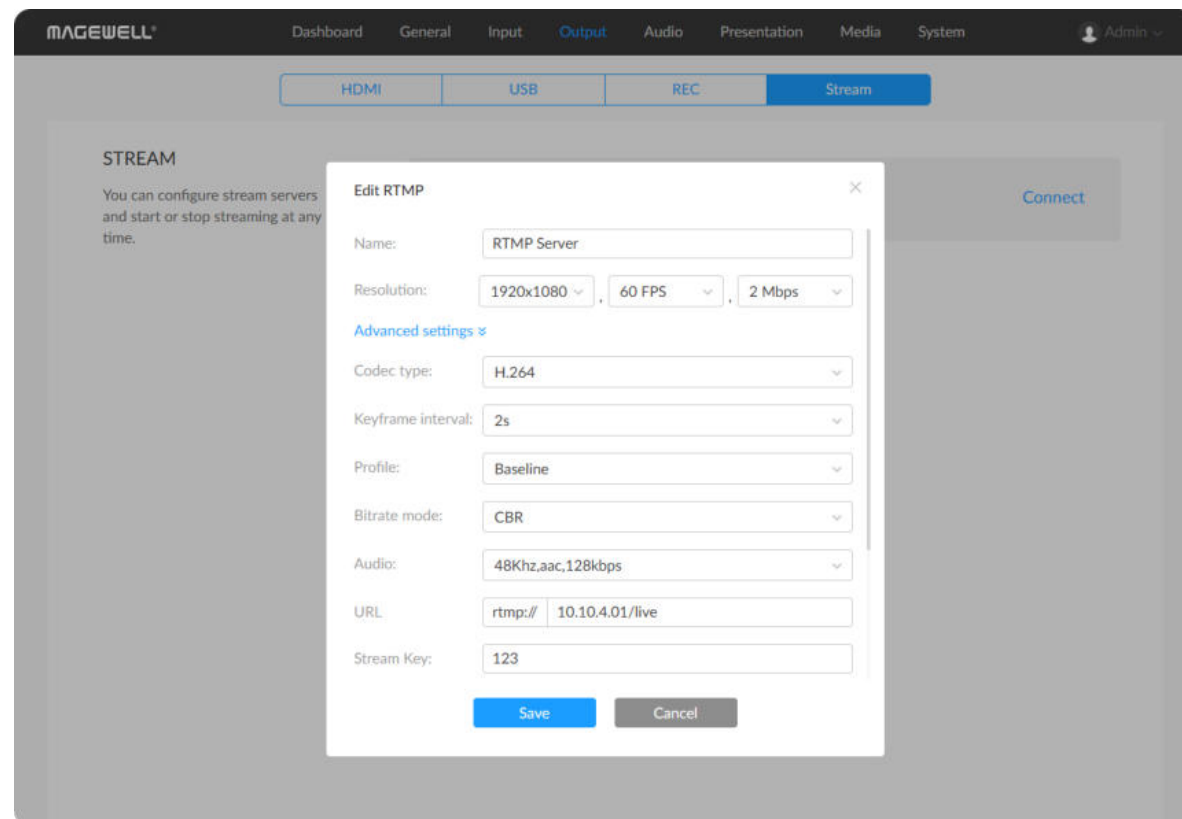 MAGEWELL®
Dashboard General Input Output Audio Presentation Media System Admin
HDMI USB REC Stream
STREAM
You can configure stream servers
and start or stop streaming at any
time.
Connect
Edit RTMP
Name: RTMP Server
Resolution: 1920x1080 , 60 FPS , 2 Mbps
Advanced settings
Codec type: H.264
Keyframe interval: 2s
Profile: Baseline
Bitrate mode: CBR
Audio: 48Khz,aac,128kbps
URL rtmp:// 10.10.4.01/live
Stream Key: 123
Save Cancel